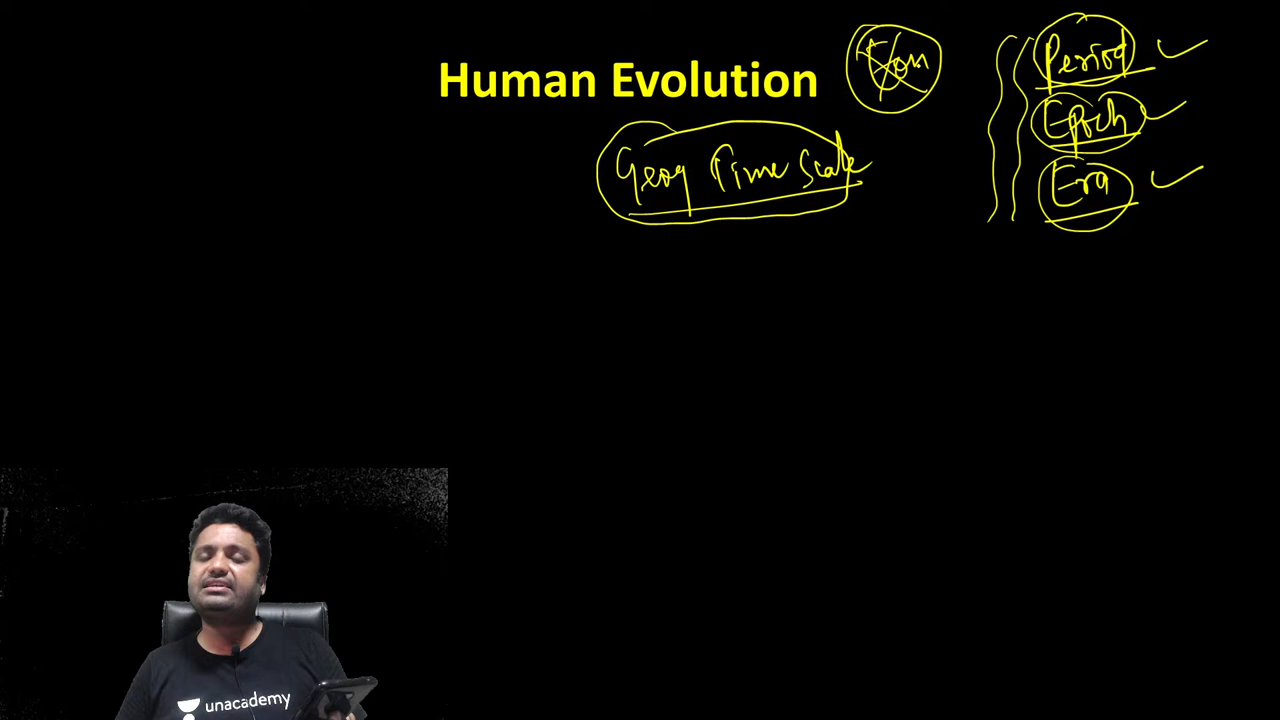 Human Evolution
Eon
Geog Time Scale
Period
Epoch
Era
unacademy